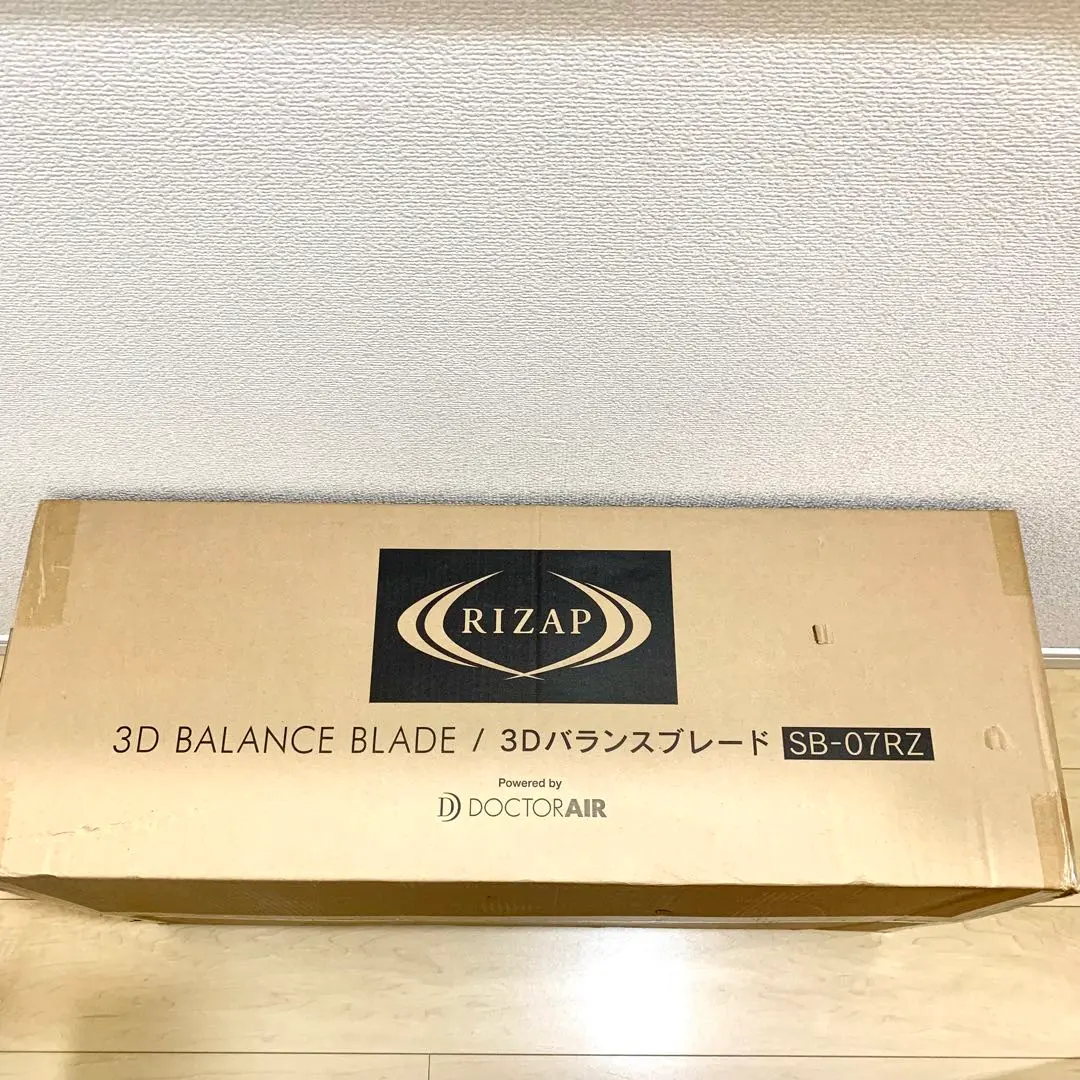 RIZAP
3D BALANCE BLADE / 3Dバランスブレード SB-07RZ
Powered by
DOCTORAIR